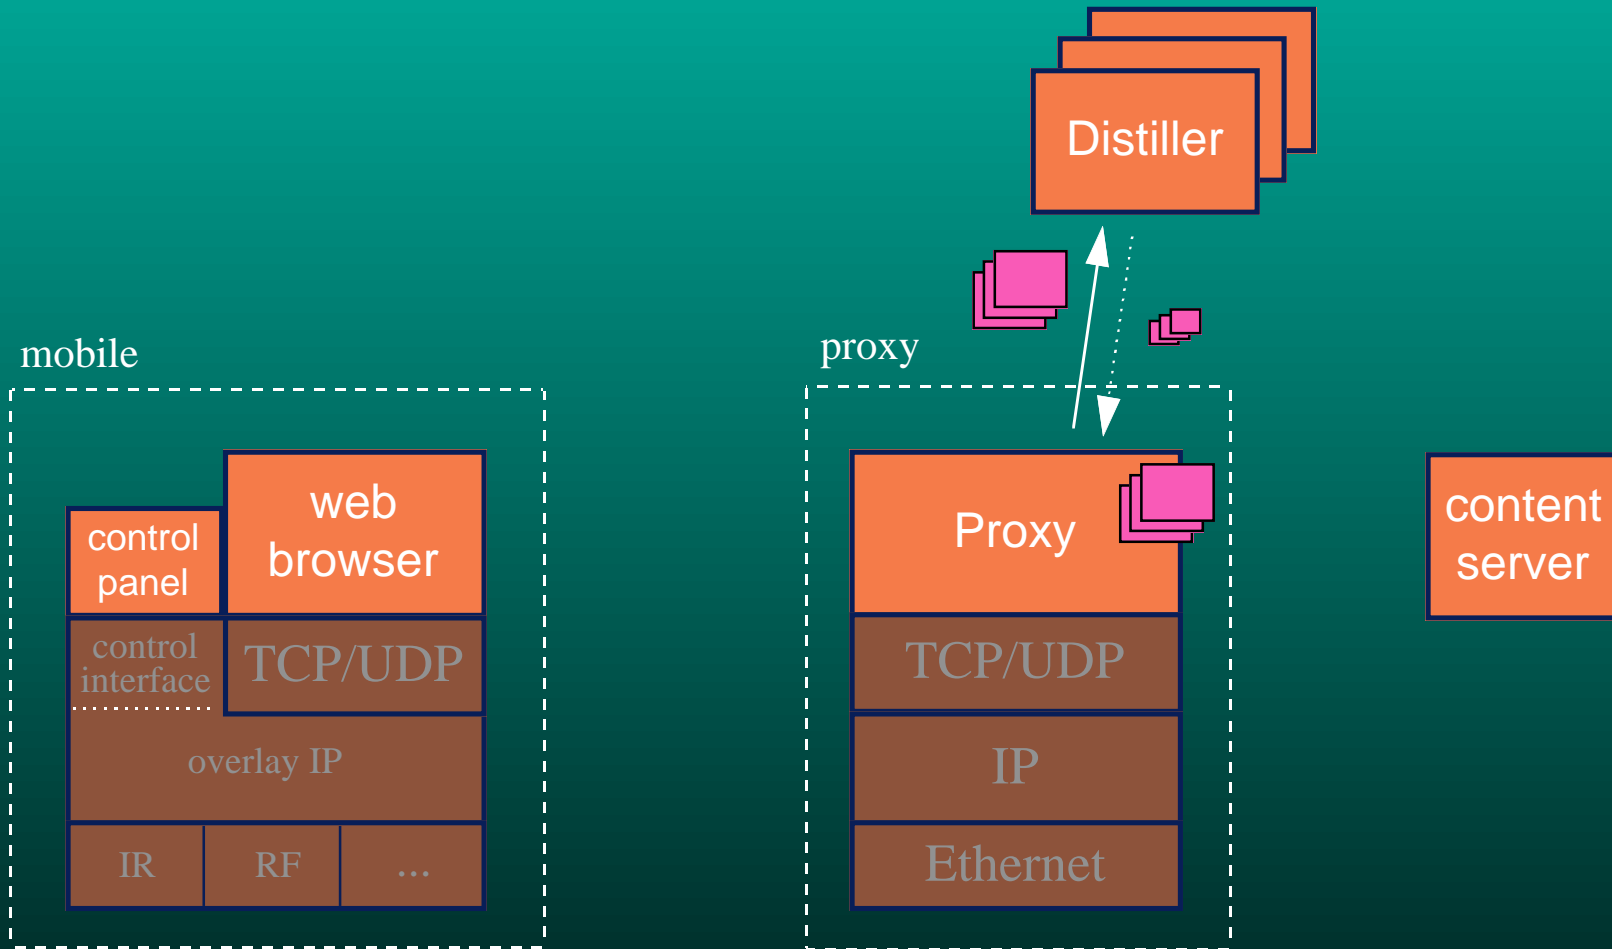 Distiller
mobile
proxy
web
browser
control
panel
control
interface
TCP/UDP
overlay IP
IR
RF
...
Proxy
TCP/UDP
IP
Ethernet
content
server